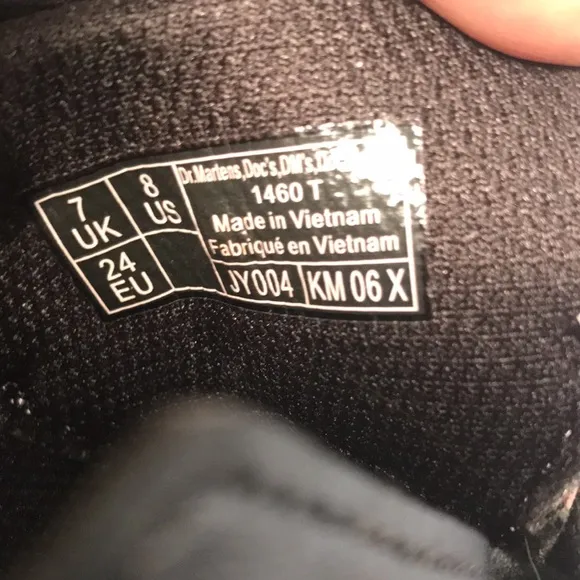 7 UK
8 US
24 EU
Dr.Martens,Doc's,DM's,
1460 T
Made in Vietnam
Fabriqué en Vietnam
JY004
KM 06 X